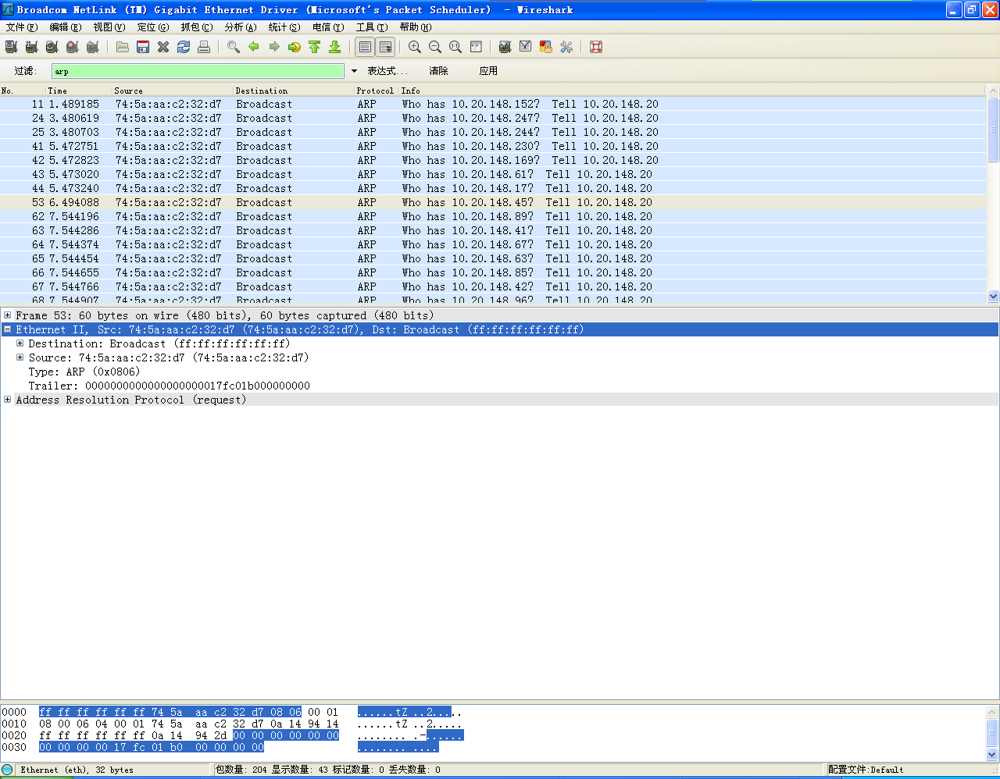 Broadcom NetLink (TM) Gigabit Ethernet Driver (Microsoft's Packet Scheduler)  - Wireshark
文件(F) 编辑(E) 视图(V) 定位(G) 抓包(C) 分析(A) 统计(S) 电信(Y) 工具(T) 帮助(H)
过滤: arp 表达式... 清除 应用
No. Time Source Destination Protocol Info
11 1.489185 74:5a:aa:c2:32:d7 Broadcast ARP Who has 10.20.148.152?  Tell 10.20.148.20
24 3.480619 74:5a:aa:c2:32:d7 Broadcast ARP Who has 10.20.148.247?  Tell 10.20.148.20
25 3.480703 74:5a:aa:c2:32:d7 Broadcast ARP Who has 10.20.148.244?  Tell 10.20.148.20
41 5.472751 74:5a:aa:c2:32:d7 Broadcast ARP Who has 10.20.148.230?  Tell 10.20.148.20
42 5.472823 74:5a:aa:c2:32:d7 Broadcast ARP Who has 10.20.148.169?  Tell 10.20.148.20
43 5.473020 74:5a:aa:c2:32:d7 Broadcast ARP Who has 10.20.148.61?  Tell 10.20.148.20
44 5.473240 74:5a:aa:c2:32:d7 Broadcast ARP Who has 10.20.148.17?  Tell 10.20.148.20
53 6.494088 74:5a:aa:c2:32:d7 Broadcast ARP Who has 10.20.148.45?  Tell 10.20.148.20
62 7.544196 74:5a:aa:c2:32:d7 Broadcast ARP Who has 10.20.148.89?  Tell 10.20.148.20
63 7.544286 74:5a:aa:c2:32:d7 Broadcast ARP Who has 10.20.148.41?  Tell 10.20.148.20
64 7.544374 74:5a:aa:c2:32:d7 Broadcast ARP Who has 10.20.148.67?  Tell 10.20.148.20
65 7.544454 74:5a:aa:c2:32:d7 Broadcast ARP Who has 10.20.148.63?  Tell 10.20.148.20
66 7.544655 74:5a:aa:c2:32:d7 Broadcast ARP Who has 10.20.148.85?  Tell 10.20.148.20
67 7.544766 74:5a:aa:c2:32:d7 Broadcast ARP Who has 10.20.148.42?  Tell 10.20.148.20
68 7.544907 74:5a:aa:c2:32:d7 Broadcast ARP Who has 10.20.148.96?  Tell 10.20.148.20
Frame 53: 60 bytes on wire (480 bits), 60 bytes captured (480 bits)
Ethernet II, Src: 74:5a:aa:c2:32:d7 (74:5a:aa:c2:32:d7), Dst: Broadcast (ff:ff:ff:ff:ff:ff)
Destination: Broadcast (ff:ff:ff:ff:ff:ff)
Source: 74:5a:aa:c2:32:d7 (74:5a:aa:c2:32:d7)
Type: ARP (0x0806)
Trailer: 0000000000000000000017fc01b000000000
Address Resolution Protocol (request)
0000  ff ff ff ff ff ff 74 5a  aa c2 32 d7 08 06 00 01   ......tZ ..2.....
0010  08 00 06 04 00 01 74 5a  aa c2 32 d7 0a 14 94 14   ......tZ ..2.....
0020  ff ff ff ff ff ff 0a 14  94 2d 00 00 00 00 00 00   ........ .-......
0030  00 00 00 00 17 fc 01 b0  00 00 00 00   ........ ....
Ethernet (eth), 32 bytes 包数量: 204 显示数量: 43 标记数量: 0 丢失数量: 0 配置文件:Default